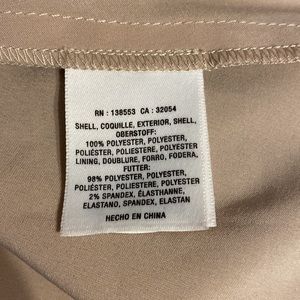 RN : 138553 CA : 32054
SHELL, COQUILLE, EXTERIOR, SHELL,
OBERSTOFF:
100% POLYESTER, POLYESTER,
POLIÉSTER, POLIESTERE, POLYESTER
LINING, DOUBLURE, FORRO, FODERA,
FUTTER:
98% POLYESTER, POLYESTER,
POLIÉSTER, POLIESTERE, POLYESTER
2% SPANDEX, ÉLASTHANNE,
ELASTANO, SPANDEX, ELASTAN
HECHO EN CHINA